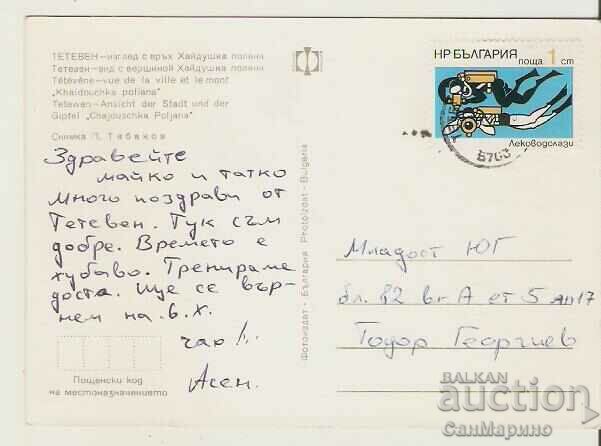 ТЕТЕВЕН—изглед с връх Хайдушка поляна
Тетевен—вид с вершиной Хайдушка поляна
Tétévène—vue de la ville et le mont
„Khaidouchka poliana"
Tetewen—Ansicht der Stadt und der
Gipfel "Chajduschka Poljana"
Снимка П. Табаков
Здравейте
майко и татко
много поздрави от
Тетевен. Тук съм
добре. Времето е
хубаво. Тренираме
доста. Ще се вър-
нем на 6.X.
чао!..
Асен.
Пощенски код
на местоназначението
Фотоиздат · България Photoizdat · Bulgaria
НР БЪЛГАРИЯ
поща 1 ст
Леководолази
5703
Младост ЮГ
бл. 82 вх. А ет 5 ап 17
Тодор Георгиев
BALKAN
auction
СанМарино